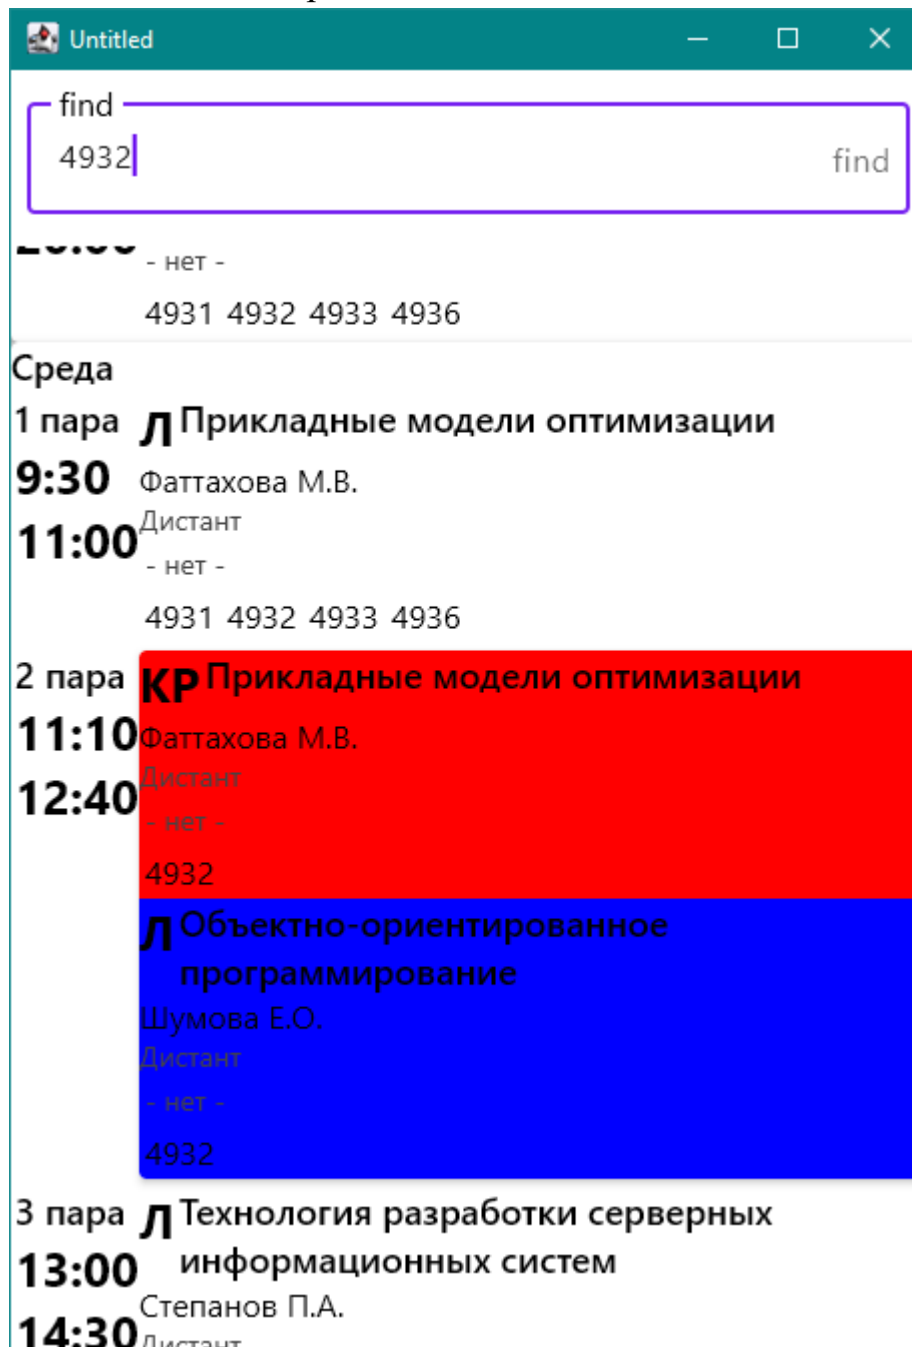 Untitled
find
4932
find
- нет -
4931 4932 4933 4936
Среда
1 пара Л Прикладные модели оптимизации
9:30 Фаттахова М.В.
11:00 Дистант
- нет -
4931 4932 4933 4936
2 пара КР Прикладные модели оптимизации
11:10 Фаттахова М.В.
12:40 Дистант
- нет -
4932
Л Объектно-ориентированное
программирование
Шумова Е.О.
Дистант
- нет -
4932
3 пара Л Технология разработки серверных
13:00 информационных систем
Степанов П.А.
14:30 Дистант